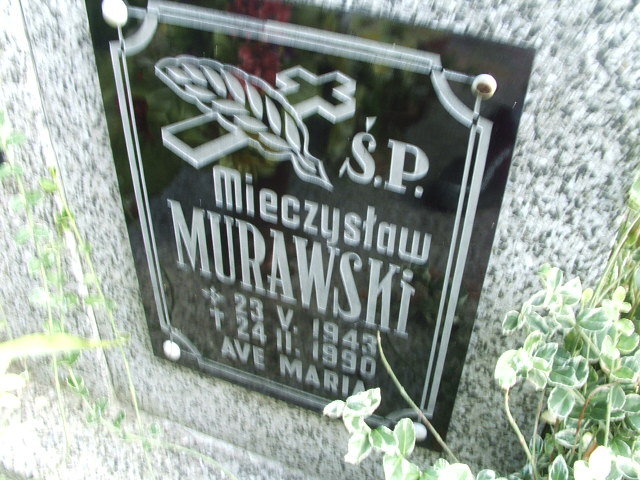 Ś.P.
Mieczysław
MURAWSKI
* 23 V. 1943
† 24 II. 1990
AVE MARIA